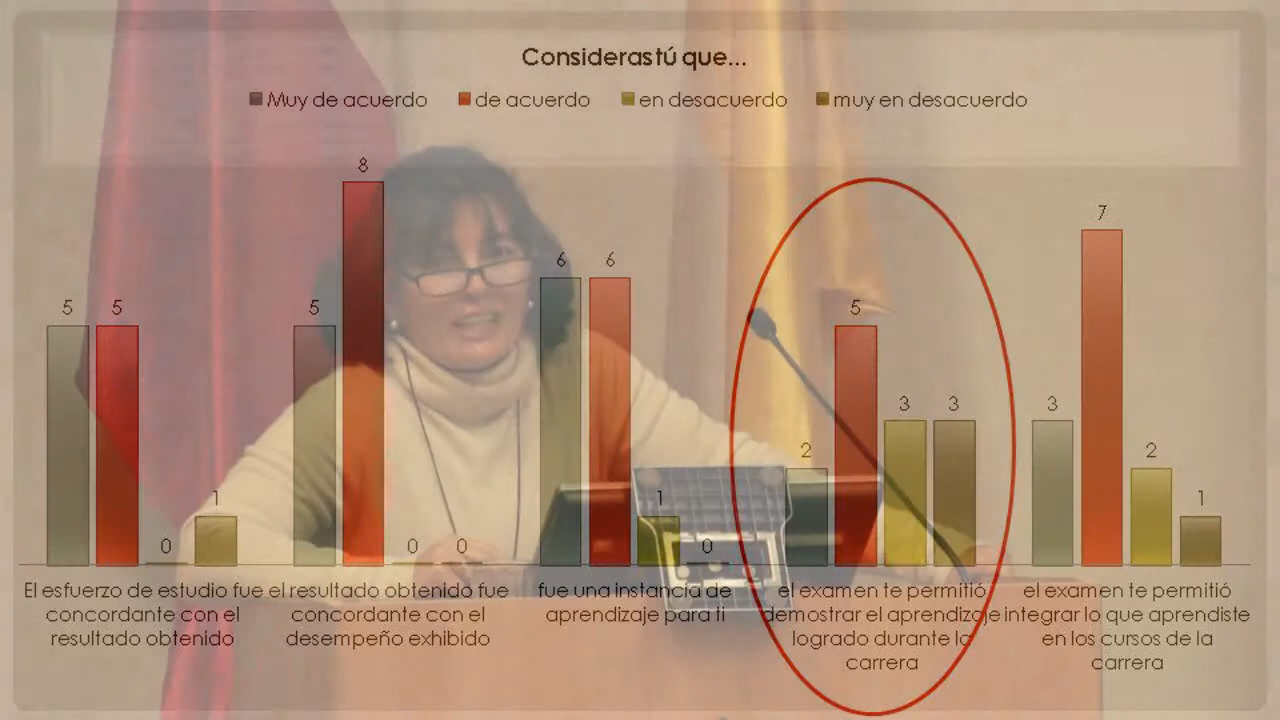 Consideras tú que...
Muy de acuerdo de acuerdo en desacuerdo muy en desacuerdo
5 5 0 1
5 8 0 0
6 6 1 0
2 5 3 3
3 7 2 1
El esfuerzo de estudio fue
concordante con el
resultado obtenido
el resultado obtenido fue
concordante con el
desempeño exhibido
fue una instancia de
aprendizaje para ti
el examen te permitió
demostrar el aprendizaje
logrado durante la
carrera
el examen te permitió
integrar lo que aprendiste
en los cursos de la
carrera